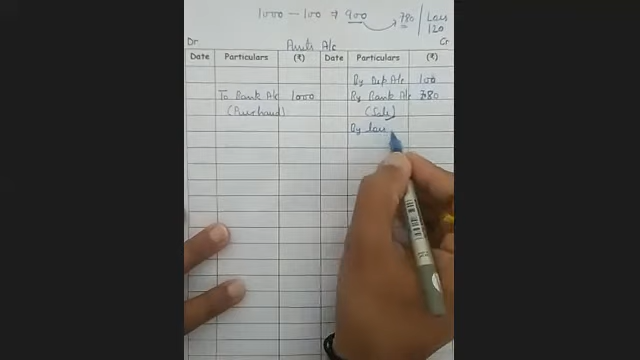 1000 - 100 → 900
780 | Loss 120
Dr Assets A/c Cr
Date Particulars (₹) Date Particulars (₹)
By Dep A/c 100
To Bank A/c 1000 By Bank A/c 780
(Purchased) (Sale)
By loss